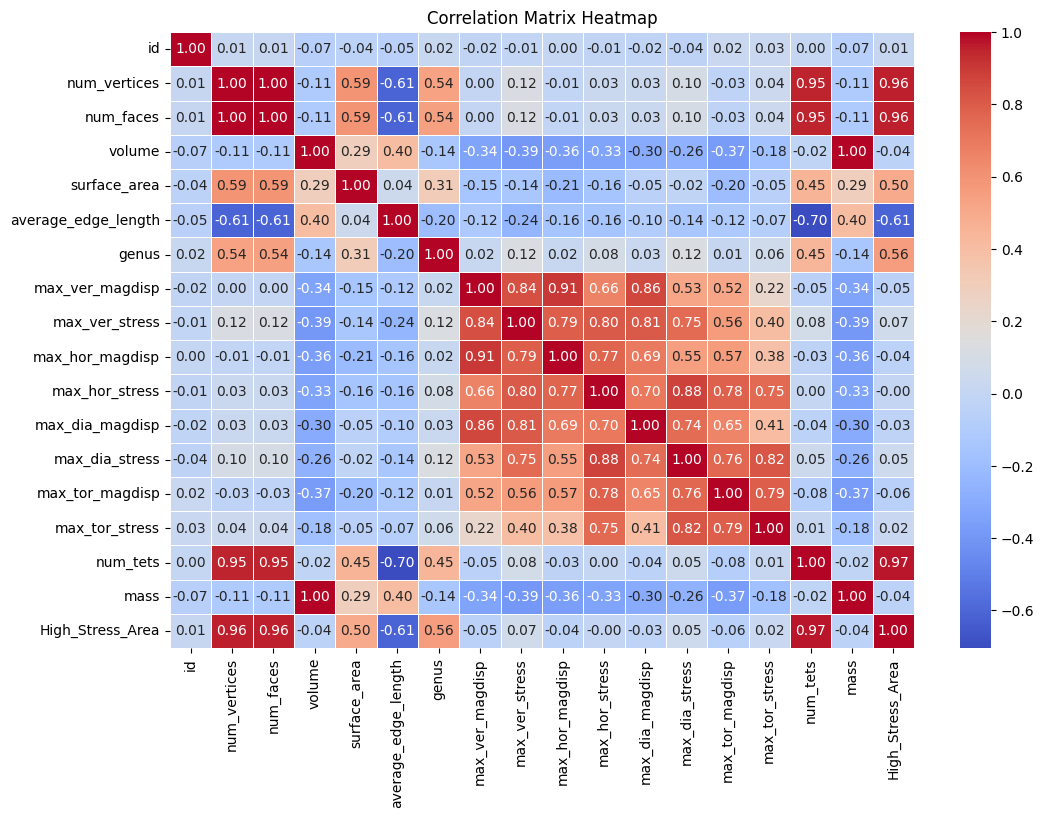 Correlation Matrix Heatmap
id 1.00 0.01 0.01 -0.07 -0.04 -0.05 0.02 -0.02 -0.01 0.00 -0.01 -0.02 -0.04 0.02 0.03 0.00 -0.07 0.01
num_vertices 0.01 1.00 1.00 -0.11 0.59 -0.61 0.54 0.00 0.12 -0.01 0.03 0.03 0.10 -0.03 0.04 0.95 -0.11 0.96
num_faces 0.01 1.00 1.00 -0.11 0.59 -0.61 0.54 0.00 0.12 -0.01 0.03 0.03 0.10 -0.03 0.04 0.95 -0.11 0.96
volume -0.07 -0.11 -0.11 1.00 0.29 0.40 -0.14 -0.34 -0.39 -0.36 -0.33 -0.30 -0.26 -0.37 -0.18 -0.02 1.00 -0.04
surface_area -0.04 0.59 0.59 0.29 1.00 0.04 0.31 -0.15 -0.14 -0.21 -0.16 -0.05 -0.02 -0.20 -0.05 0.45 0.29 0.50
average_edge_length -0.05 -0.61 -0.61 0.40 0.04 1.00 -0.20 -0.12 -0.24 -0.16 -0.16 -0.10 -0.14 -0.12 -0.07 -0.70 0.40 -0.61
genus 0.02 0.54 0.54 -0.14 0.31 -0.20 1.00 0.02 0.12 0.02 0.08 0.03 0.12 0.01 0.06 0.45 -0.14 0.56
max_ver_magdisp -0.02 0.00 0.00 -0.34 -0.15 -0.12 0.02 1.00 0.84 0.91 0.66 0.86 0.53 0.52 0.22 -0.05 -0.34 -0.05
max_ver_stress -0.01 0.12 0.12 -0.39 -0.14 -0.24 0.12 0.84 1.00 0.79 0.80 0.81 0.75 0.56 0.40 0.08 -0.39 0.07
max_hor_magdisp 0.00 -0.01 -0.01 -0.36 -0.21 -0.16 0.02 0.91 0.79 1.00 0.77 0.69 0.55 0.57 0.38 -0.03 -0.36 -0.04
max_hor_stress -0.01 0.03 0.03 -0.33 -0.16 -0.16 0.08 0.66 0.80 0.77 1.00 0.70 0.88 0.78 0.75 0.00 -0.33 -0.00
max_dia_magdisp -0.02 0.03 0.03 -0.30 -0.05 -0.10 0.03 0.86 0.81 0.69 0.70 1.00 0.74 0.65 0.41 -0.04 -0.30 -0.03
max_dia_stress -0.04 0.10 0.10 -0.26 -0.02 -0.14 0.12 0.53 0.75 0.55 0.88 0.74 1.00 0.76 0.82 0.05 -0.26 0.05
max_tor_magdisp 0.02 -0.03 -0.03 -0.37 -0.20 -0.12 0.01 0.52 0.56 0.57 0.78 0.65 0.76 1.00 0.79 -0.08 -0.37 -0.06
max_tor_stress 0.03 0.04 0.04 -0.18 -0.05 -0.07 0.06 0.22 0.40 0.38 0.75 0.41 0.82 0.79 1.00 0.01 -0.18 0.02
num_tets 0.00 0.95 0.95 -0.02 0.45 -0.70 0.45 -0.05 0.08 -0.03 0.00 -0.04 0.05 -0.08 0.01 1.00 -0.02 0.97
mass -0.07 -0.11 -0.11 1.00 0.29 0.40 -0.14 -0.34 -0.39 -0.36 -0.33 -0.30 -0.26 -0.37 -0.18 -0.02 1.00 -0.04
High_Stress_Area 0.01 0.96 0.96 -0.04 0.50 -0.61 0.56 -0.05 0.07 -0.04 -0.00 -0.03 0.05 -0.06 0.02 0.97 -0.04 1.00
id
num_vertices
num_faces
volume
surface_area
average_edge_length
genus
max_ver_magdisp
max_ver_stress
max_hor_magdisp
max_hor_stress
max_dia_magdisp
max_dia_stress
max_tor_magdisp
max_tor_stress
num_tets
mass
High_Stress_Area
1.0
0.8
0.6
0.4
0.2
0.0
-0.2
-0.4
-0.6